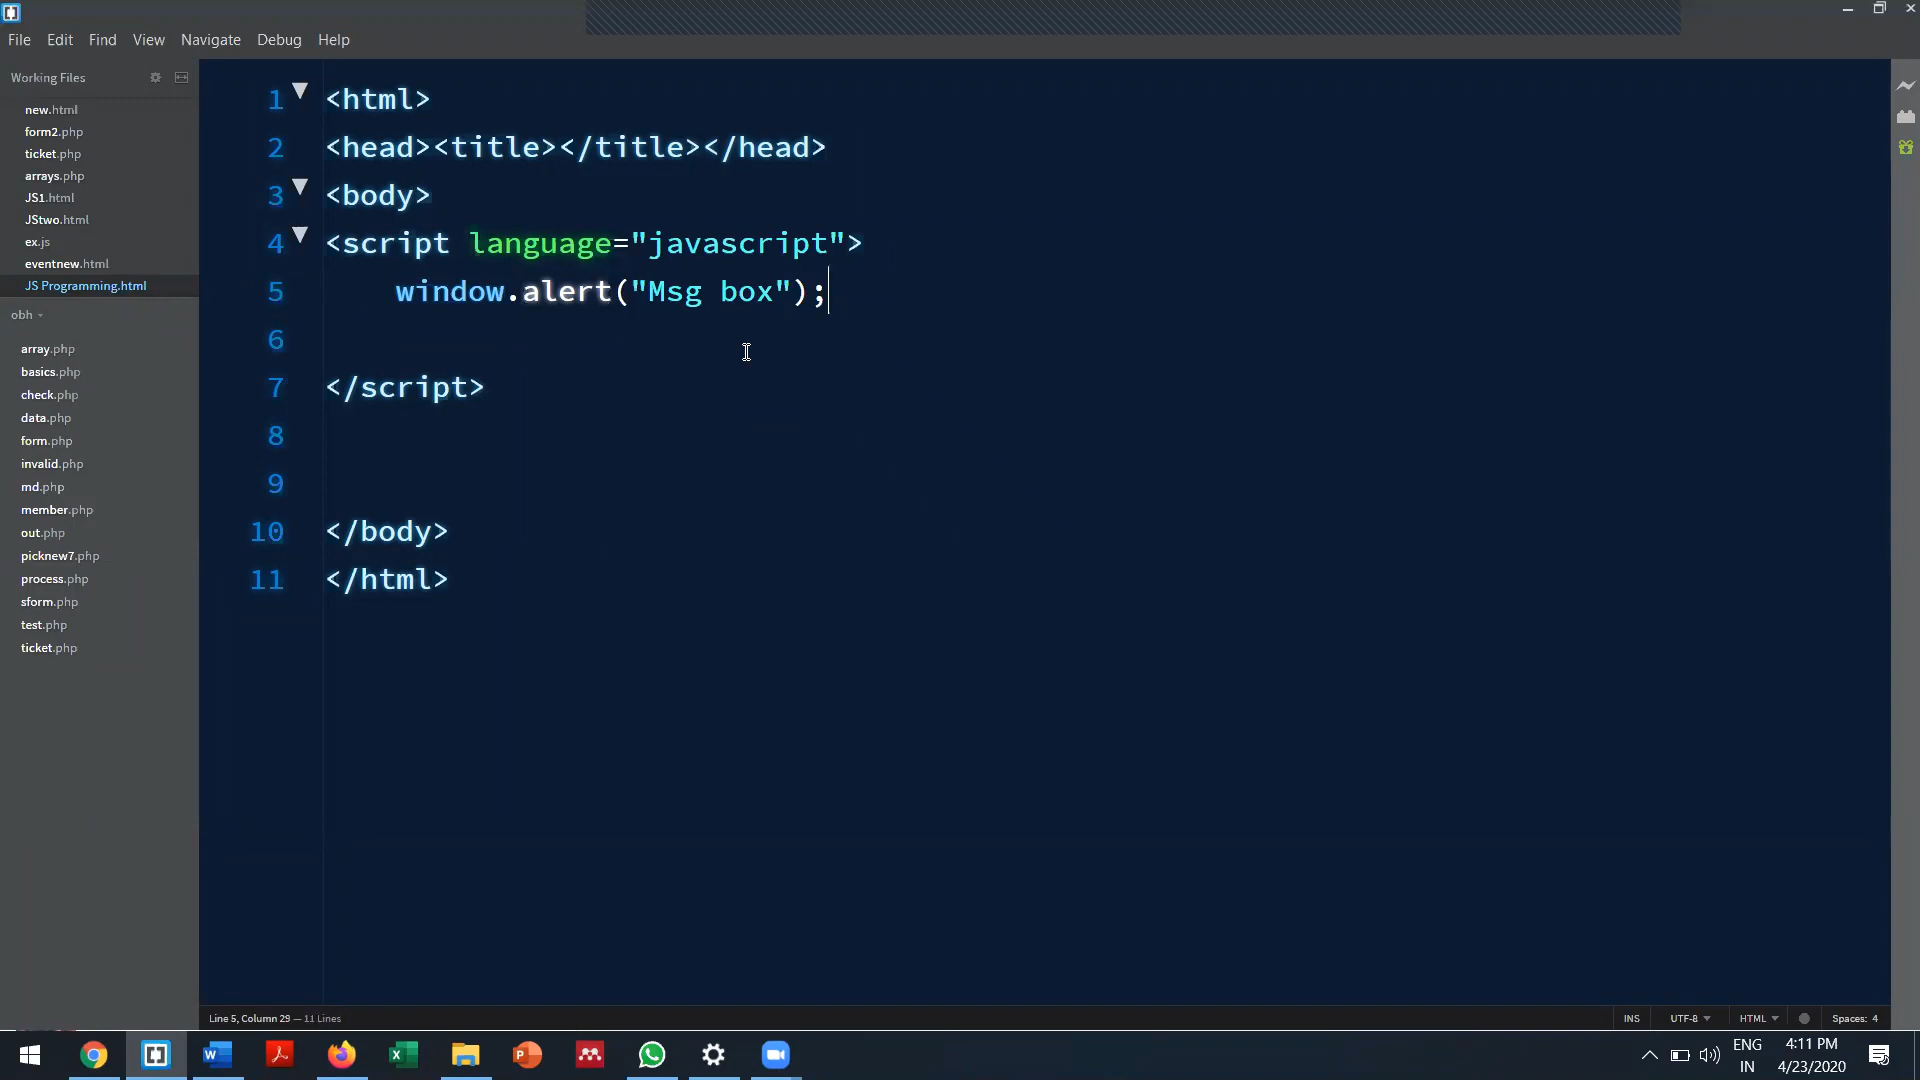 File Edit Find View Navigate Debug Help
Working Files
new.html
form2.php
ticket.php
arrays.php
JS1.html
JStwo.html
ex.js
eventnew.html
JS Programming.html
obh
array.php
basics.php
check.php
data.php
form.php
invalid.php
md.php
member.php
out.php
picknew7.php
process.php
sform.php
test.php
ticket.php
1 <html>
2 <head><title></title></head>
3 <body>
4 <script language="javascript">
5 window.alert("Msg box");
6
7 </script>
8
9
10 </body>
11 </html>
Line 5, Column 29 — 11 Lines
INS UTF-8 HTML Spaces: 4
ENG
IN
4:11 PM
4/23/2020